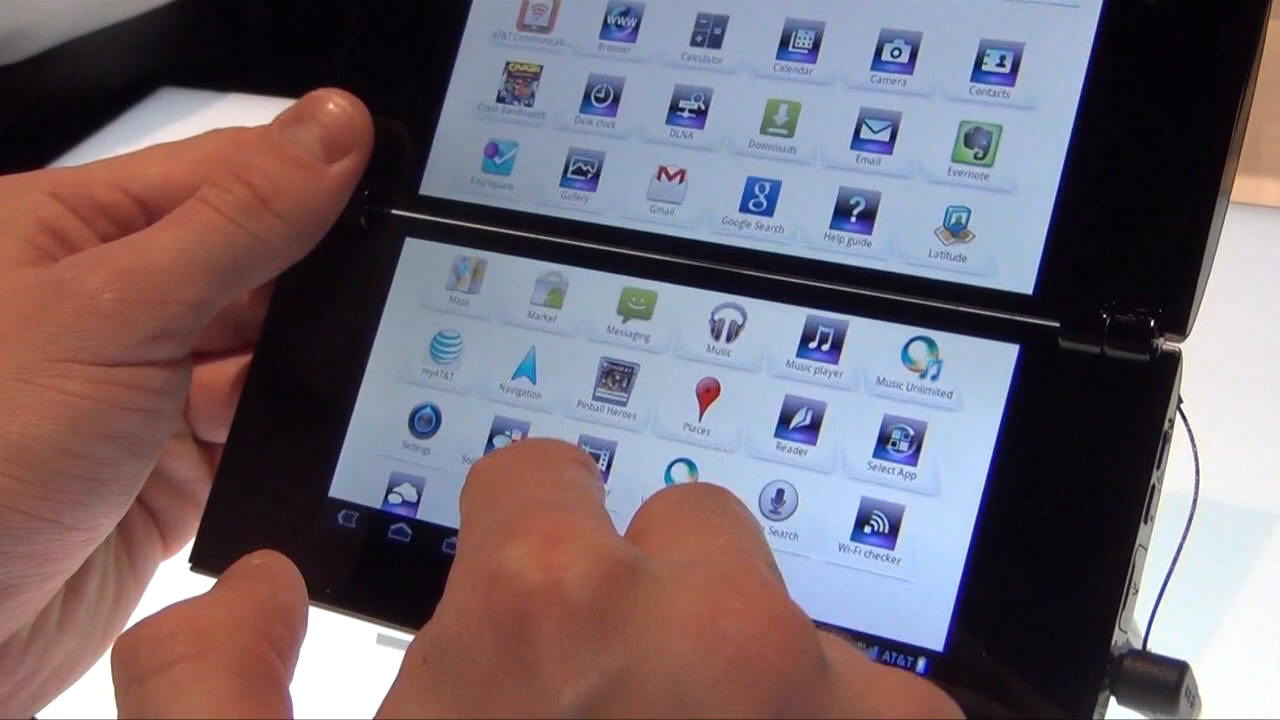 AT&T Communic...
Browser
Calculator
Calendar
Camera
Contacts
WWW
Crash Bandicoot
Desk clock
DLNA
Downloads
Email
Evernote
Foursquare
Gallery
Gmail
Google Search
Help guide
Latitude
Maps
Market
Messaging
Music
Music player
Music Unlimited
myAT&T
Navigation
Pinball Heroes
Places
Reader
Select App
Settings
Search
Wi-Fi checker
AT&T